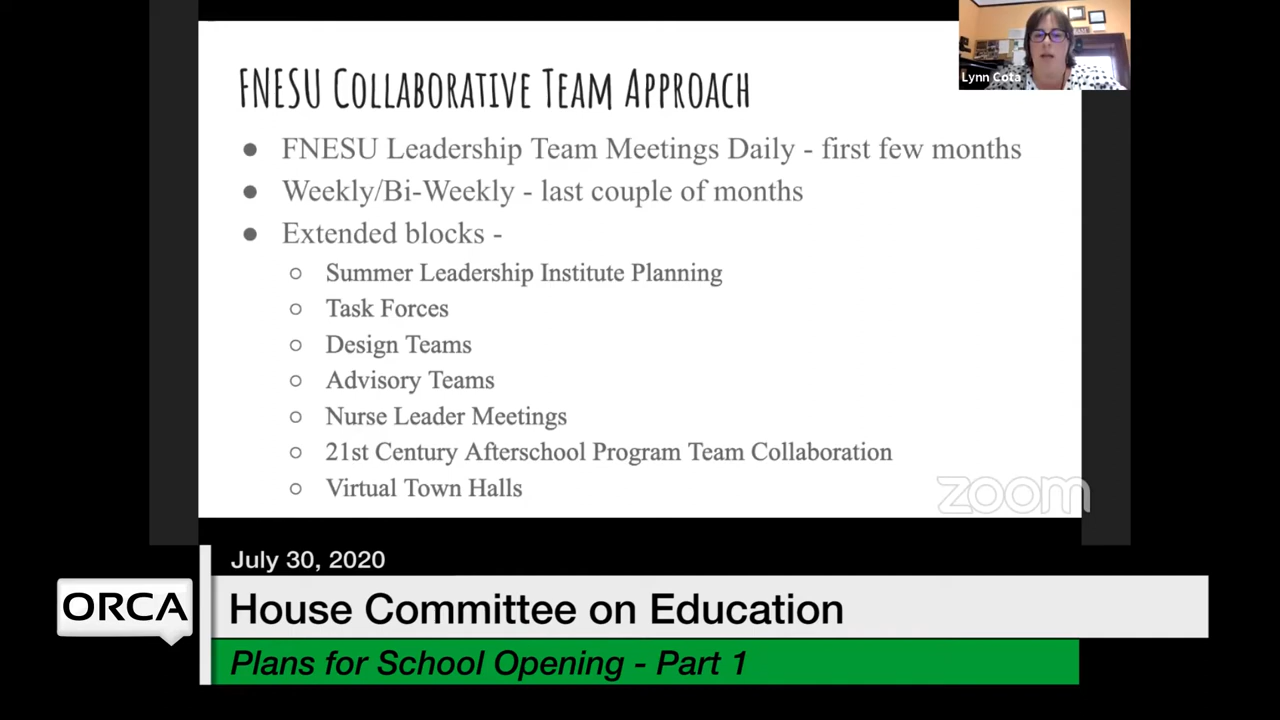 FNESU Collaborative Team Approach
Lynn Cota
● FNESU Leadership Team Meetings Daily - first few months
● Weekly/Bi-Weekly - last couple of months
● Extended blocks -
○ Summer Leadership Institute Planning
○ Task Forces
○ Design Teams
○ Advisory Teams
○ Nurse Leader Meetings
○ 21st Century Afterschool Program Team Collaboration
○ Virtual Town Halls
zoom
July 30, 2020
ORCA
House Committee on Education
Plans for School Opening - Part 1